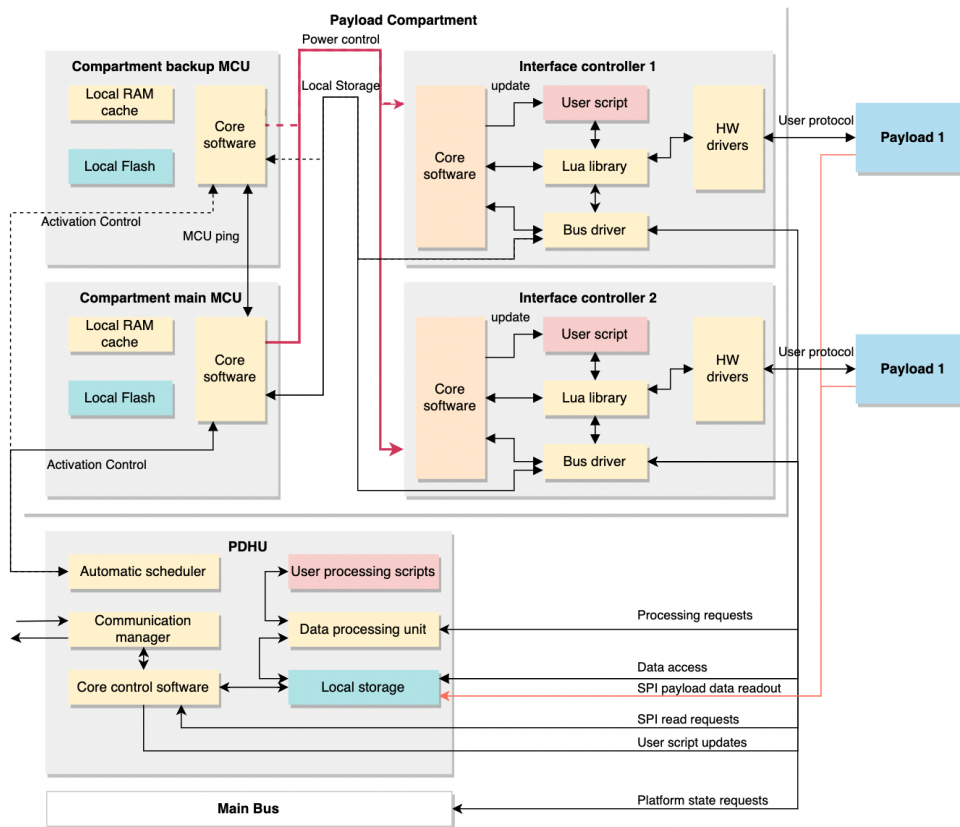 Payload Compartment
Power control
Compartment backup MCU
Local RAM
cache
Core
software
Local Flash
Local Storage
Activation Control
MCU ping
Interface controller 1
update
User script
Core
software
Lua library
HW
drivers
Bus driver
User protocol
Payload 1
Compartment main MCU
Local RAM
cache
Core
software
Local Flash
Activation Control
Interface controller 2
update
User script
Core
software
Lua library
HW
drivers
Bus driver
User protocol
Payload 1
PDHU
Automatic scheduler
User processing scripts
Communication
manager
Data processing unit
Core control software
Local storage
Processing requests
Data access
SPI payload data readout
SPI read requests
User script updates
Main Bus
Platform state requests